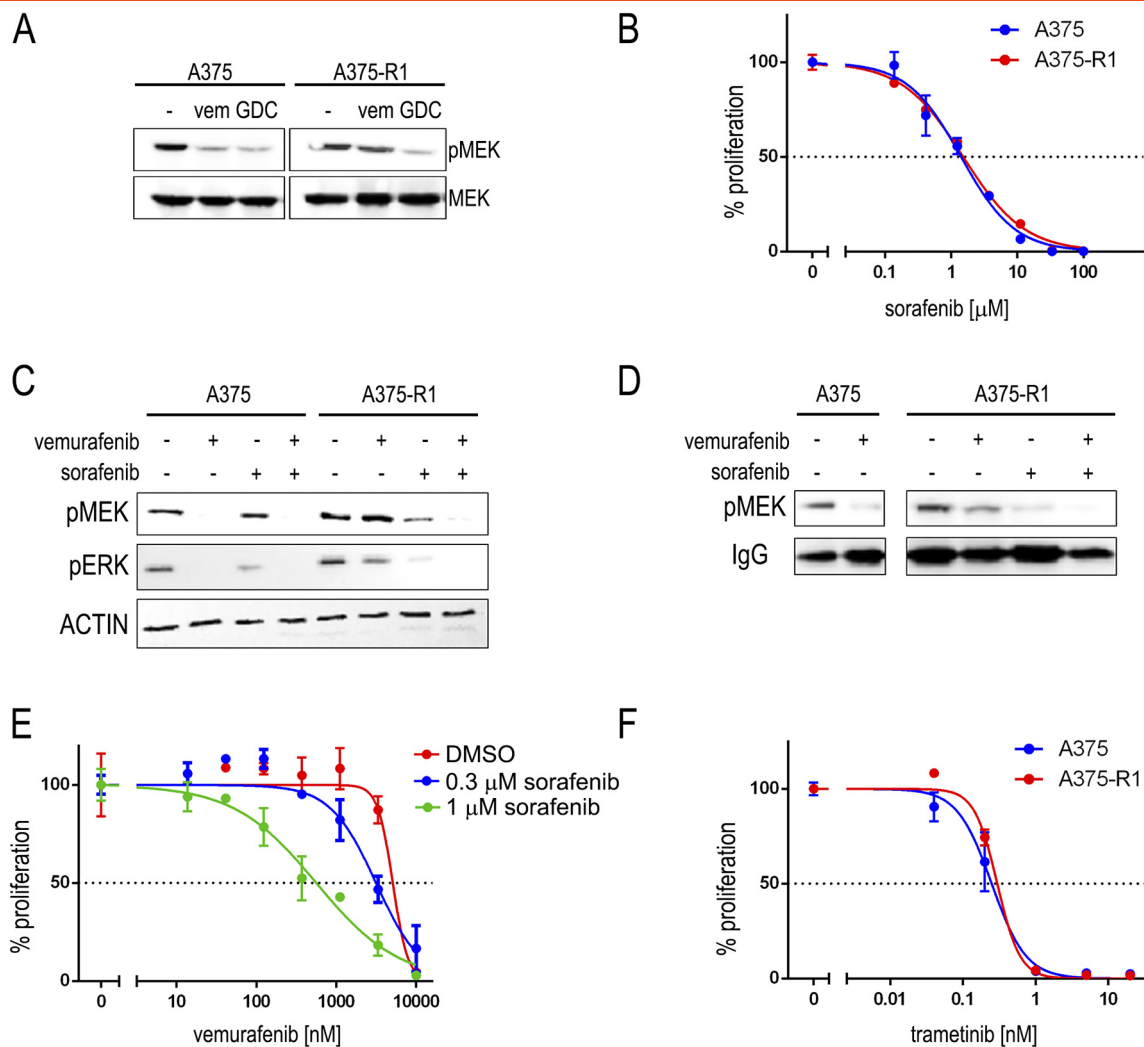 A
A375
A375-R1
- vem GDC - vem GDC
pMEK
MEK
B
A375
A375-R1
% proliferation
100
50
0
0 0.1 1 10 100
sorafenib [μM]
C
A375
A375-R1
vemurafenib - + - + - + - +
sorafenib - - + + - - + +
pMEK
pERK
ACTIN
D
A375
A375-R1
vemurafenib - + - + - +
sorafenib - - - - + +
pMEK
IgG
E
DMSO
0.3 μM sorafenib
1 μM sorafenib
% proliferation
100
50
0
0 10 100 1000 10000
vemurafenib [nM]
F
A375
A375-R1
% proliferation
100
50
0
0 0.01 0.1 1 10
trametinib [nM]